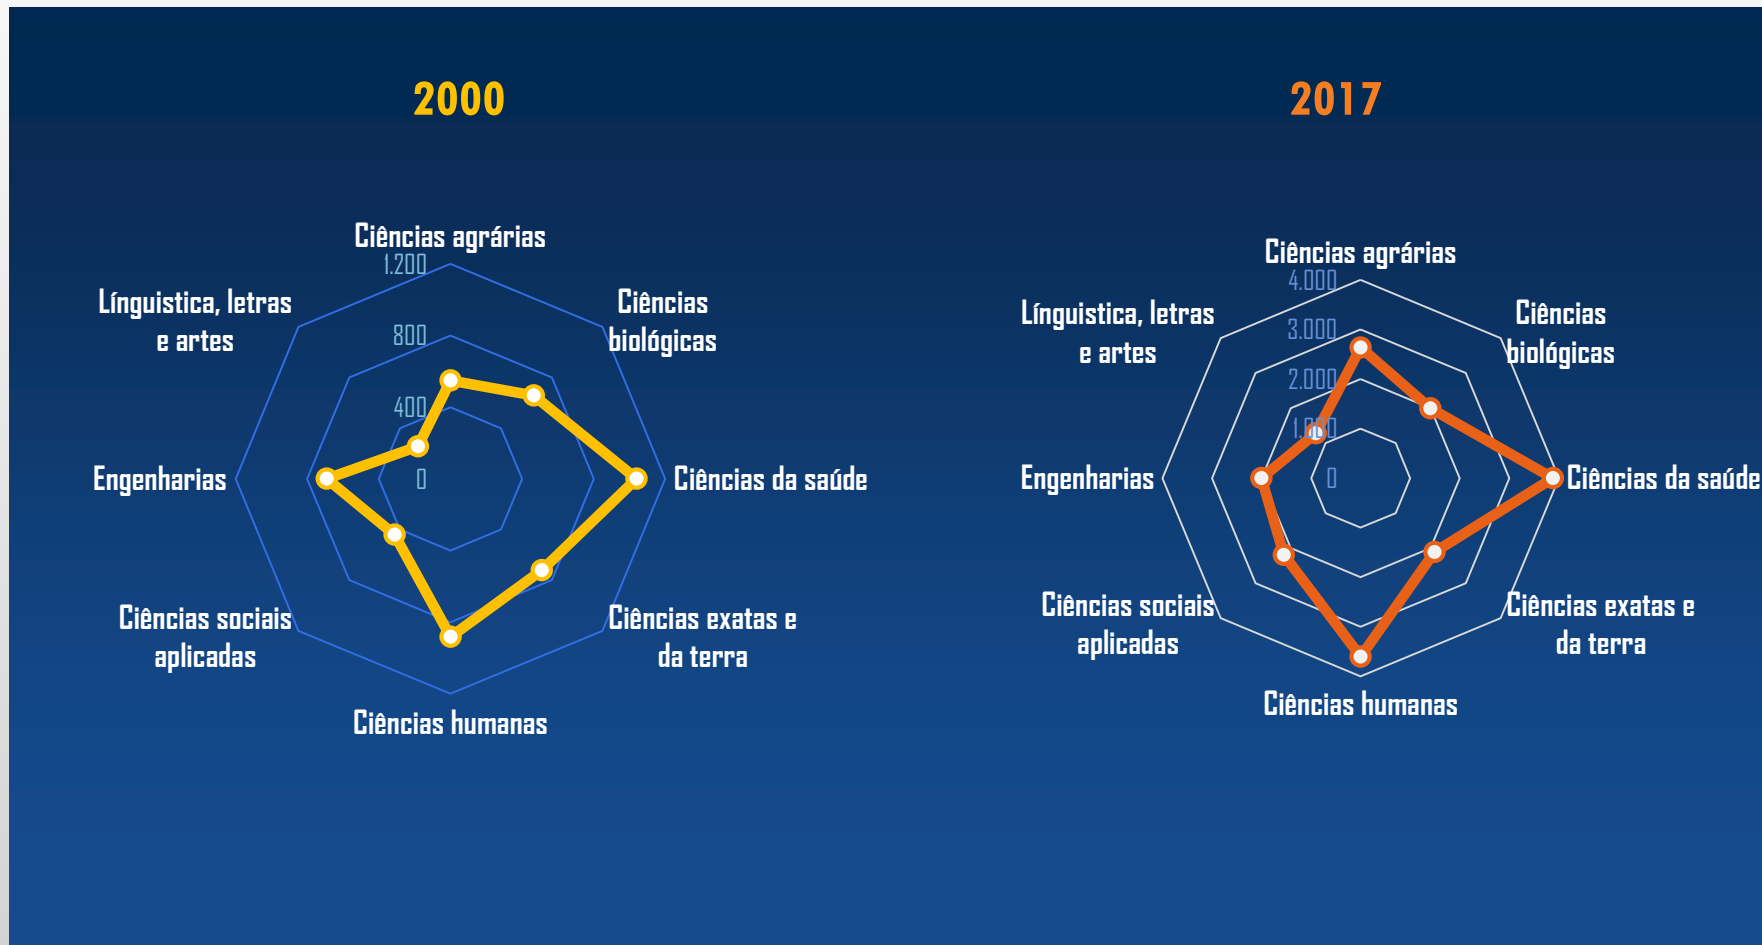 2000
Ciências agrárias
1.200
Línguistica, letras
e artes
Ciências
biológicas
800
400
Engenharias
0
Ciências da saúde
Ciências sociais
aplicadas
Ciências exatas e
da terra
Ciências humanas
2017
Ciências agrárias
4.000
Línguistica, letras
e artes
Ciências
biológicas
3.000
2.000
1.000
Engenharias
0
Ciências da saúde
Ciências sociais
aplicadas
Ciências exatas e
da terra
Ciências humanas